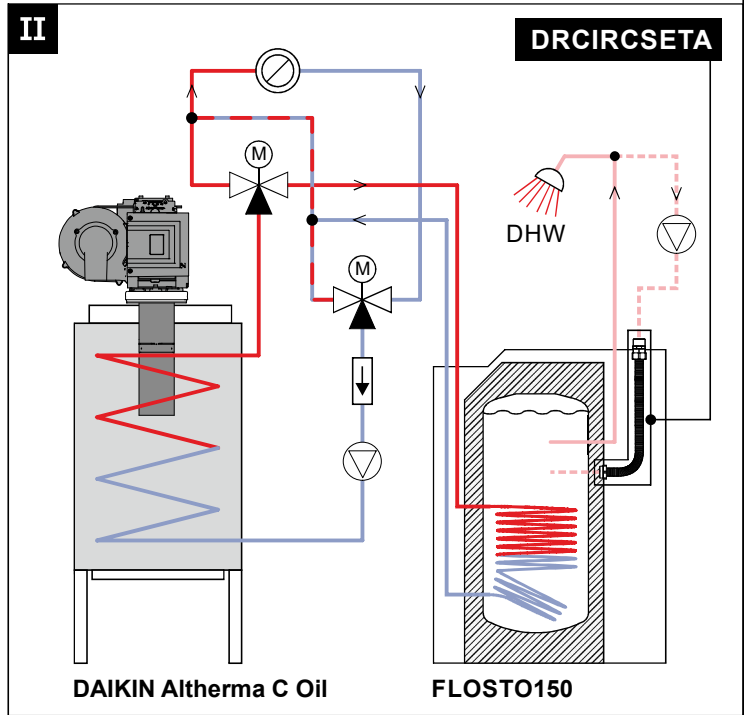 II
DRCIRCSETA
M
DHW
M
DAIKIN Altherma C Oil
FLOSTO150